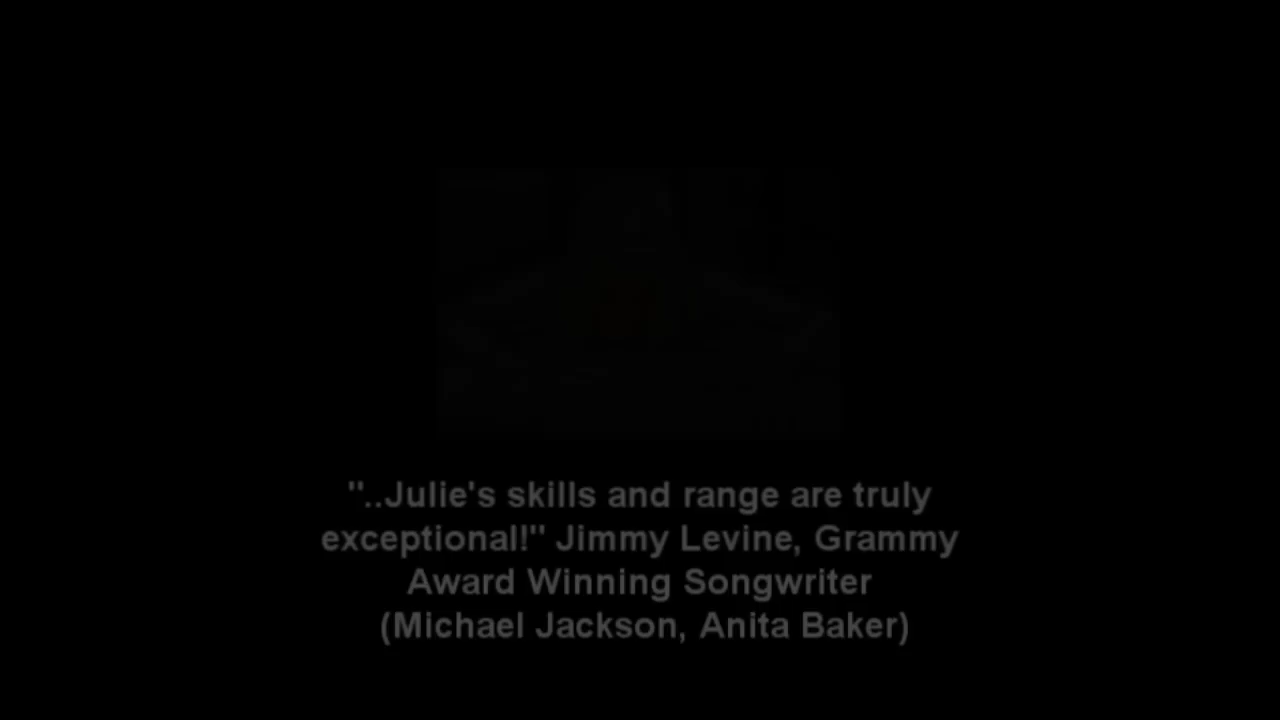 "..Julie's skills and range are truly
exceptional!" Jimmy Levine, Grammy
Award Winning Songwriter
(Michael Jackson, Anita Baker)